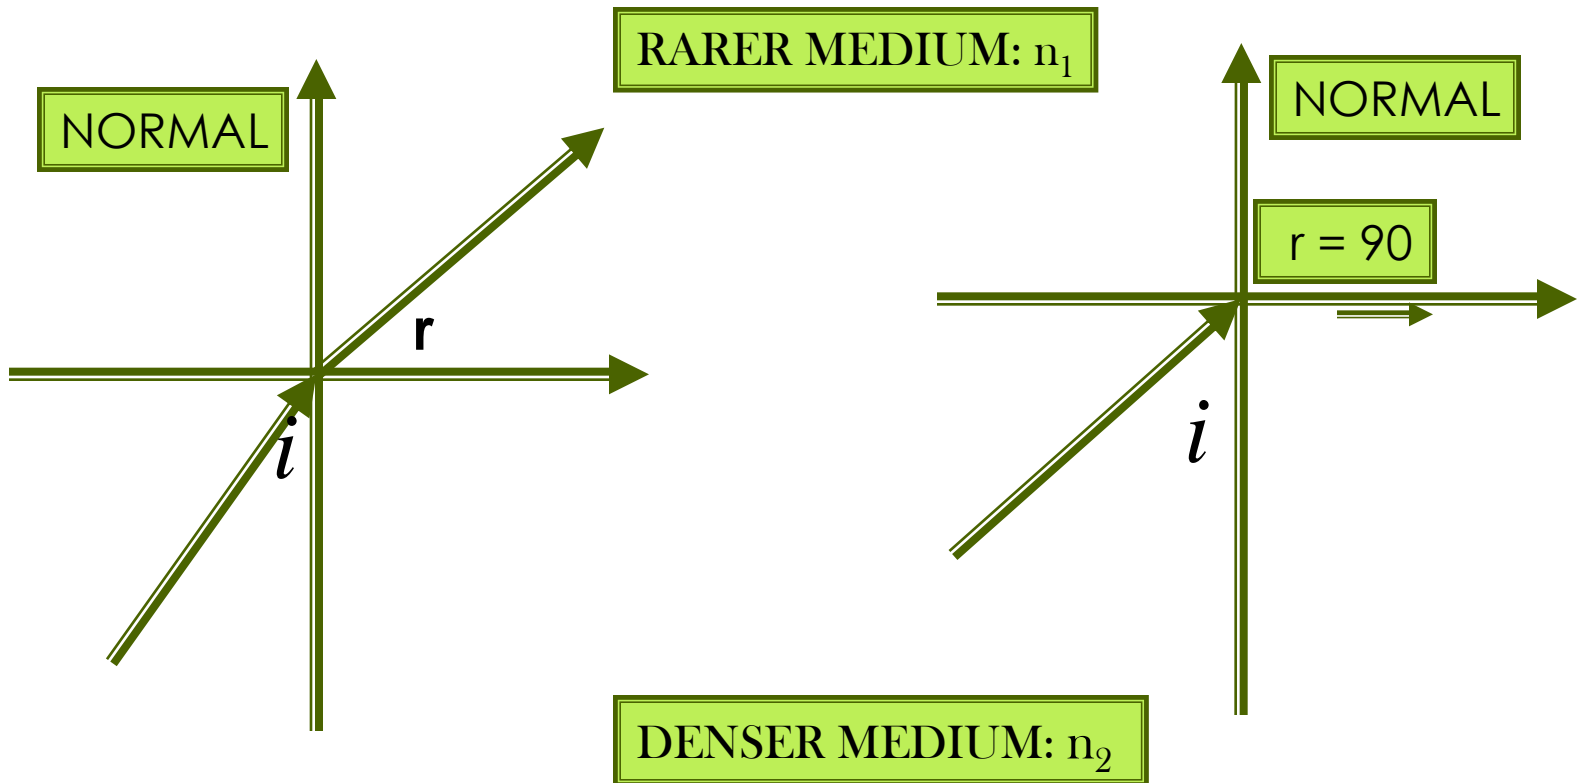 RARER MEDIUM: n₁
NORMAL
NORMAL
r = 90
r
i
i
DENSER MEDIUM: n₂